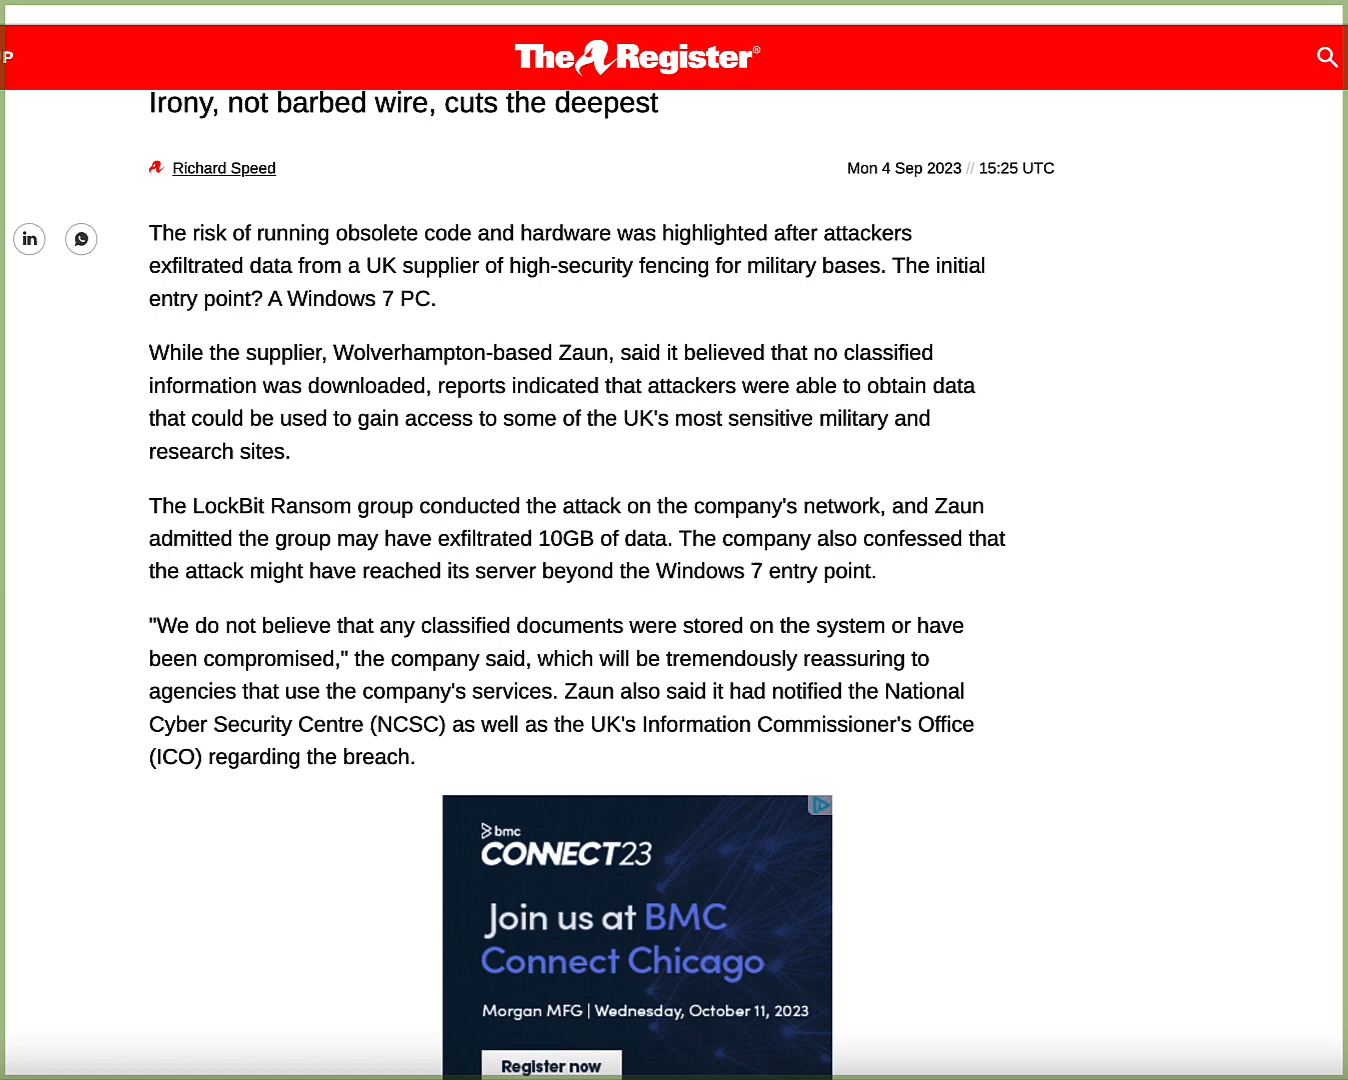 P
The Register®
Irony, not barbed wire, cuts the deepest
Richard Speed
Mon 4 Sep 2023 // 15:25 UTC
in
The risk of running obsolete code and hardware was highlighted after attackers
exfiltrated data from a UK supplier of high-security fencing for military bases. The initial
entry point? A Windows 7 PC.
While the supplier, Wolverhampton-based Zaun, said it believed that no classified
information was downloaded, reports indicated that attackers were able to obtain data
that could be used to gain access to some of the UK's most sensitive military and
research sites.
The LockBit Ransom group conducted the attack on the company's network, and Zaun
admitted the group may have exfiltrated 10GB of data. The company also confessed that
the attack might have reached its server beyond the Windows 7 entry point.
"We do not believe that any classified documents were stored on the system or have
been compromised," the company said, which will be tremendously reassuring to
agencies that use the company's services. Zaun also said it had notified the National
Cyber Security Centre (NCSC) as well as the UK's Information Commissioner's Office
(ICO) regarding the breach.
bmc
CONNECT23
Join us at BMC
Connect Chicago
Morgan MFG | Wednesday, October 11, 2023
Register now